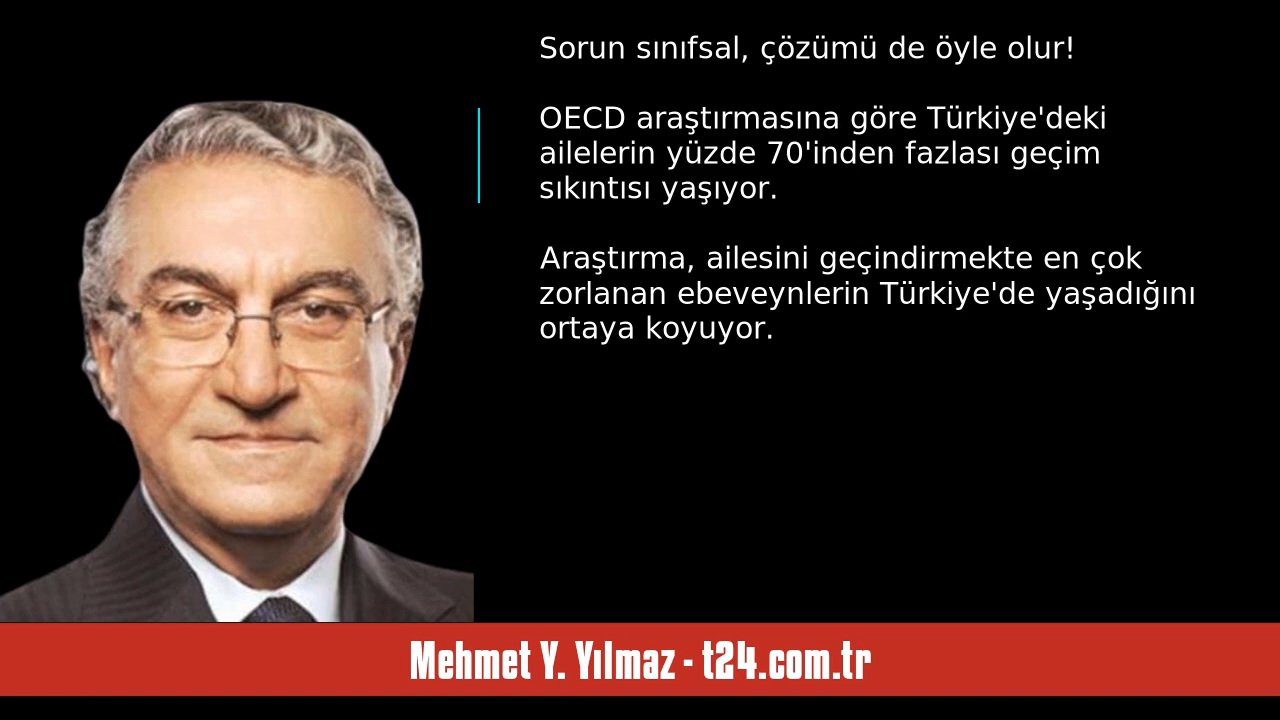 Sorun sınıfsal, çözümü de öyle olur!
OECD araştırmasına göre Türkiye'deki
ailelerin yüzde 70'inden fazlası geçim
sıkıntısı yaşıyor.
Araştırma, ailesini geçindirmekte en çok
zorlanan ebeveynlerin Türkiye'de yaşadığını
ortaya koyuyor.
Mehmet Y. Yılmaz - t24.com.tr